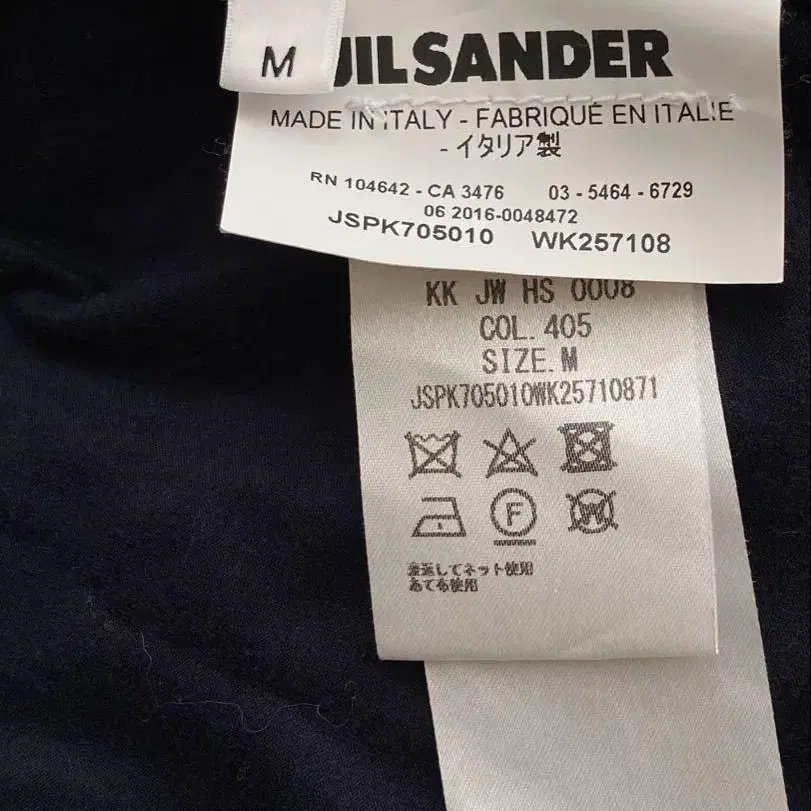 M
JIL SANDER
MADE IN ITALY - FABRIQUÉ EN ITALIE
- イタリア製
RN 104642 - CA 3476 03 - 5464 - 6729
06 2016-0048472
JSPK705010 WK257108
KK JW HS 0008
COL. 405
SIZE. M
JSPK705010WK25710871
F
W
裏返してネット使用
あて布使用